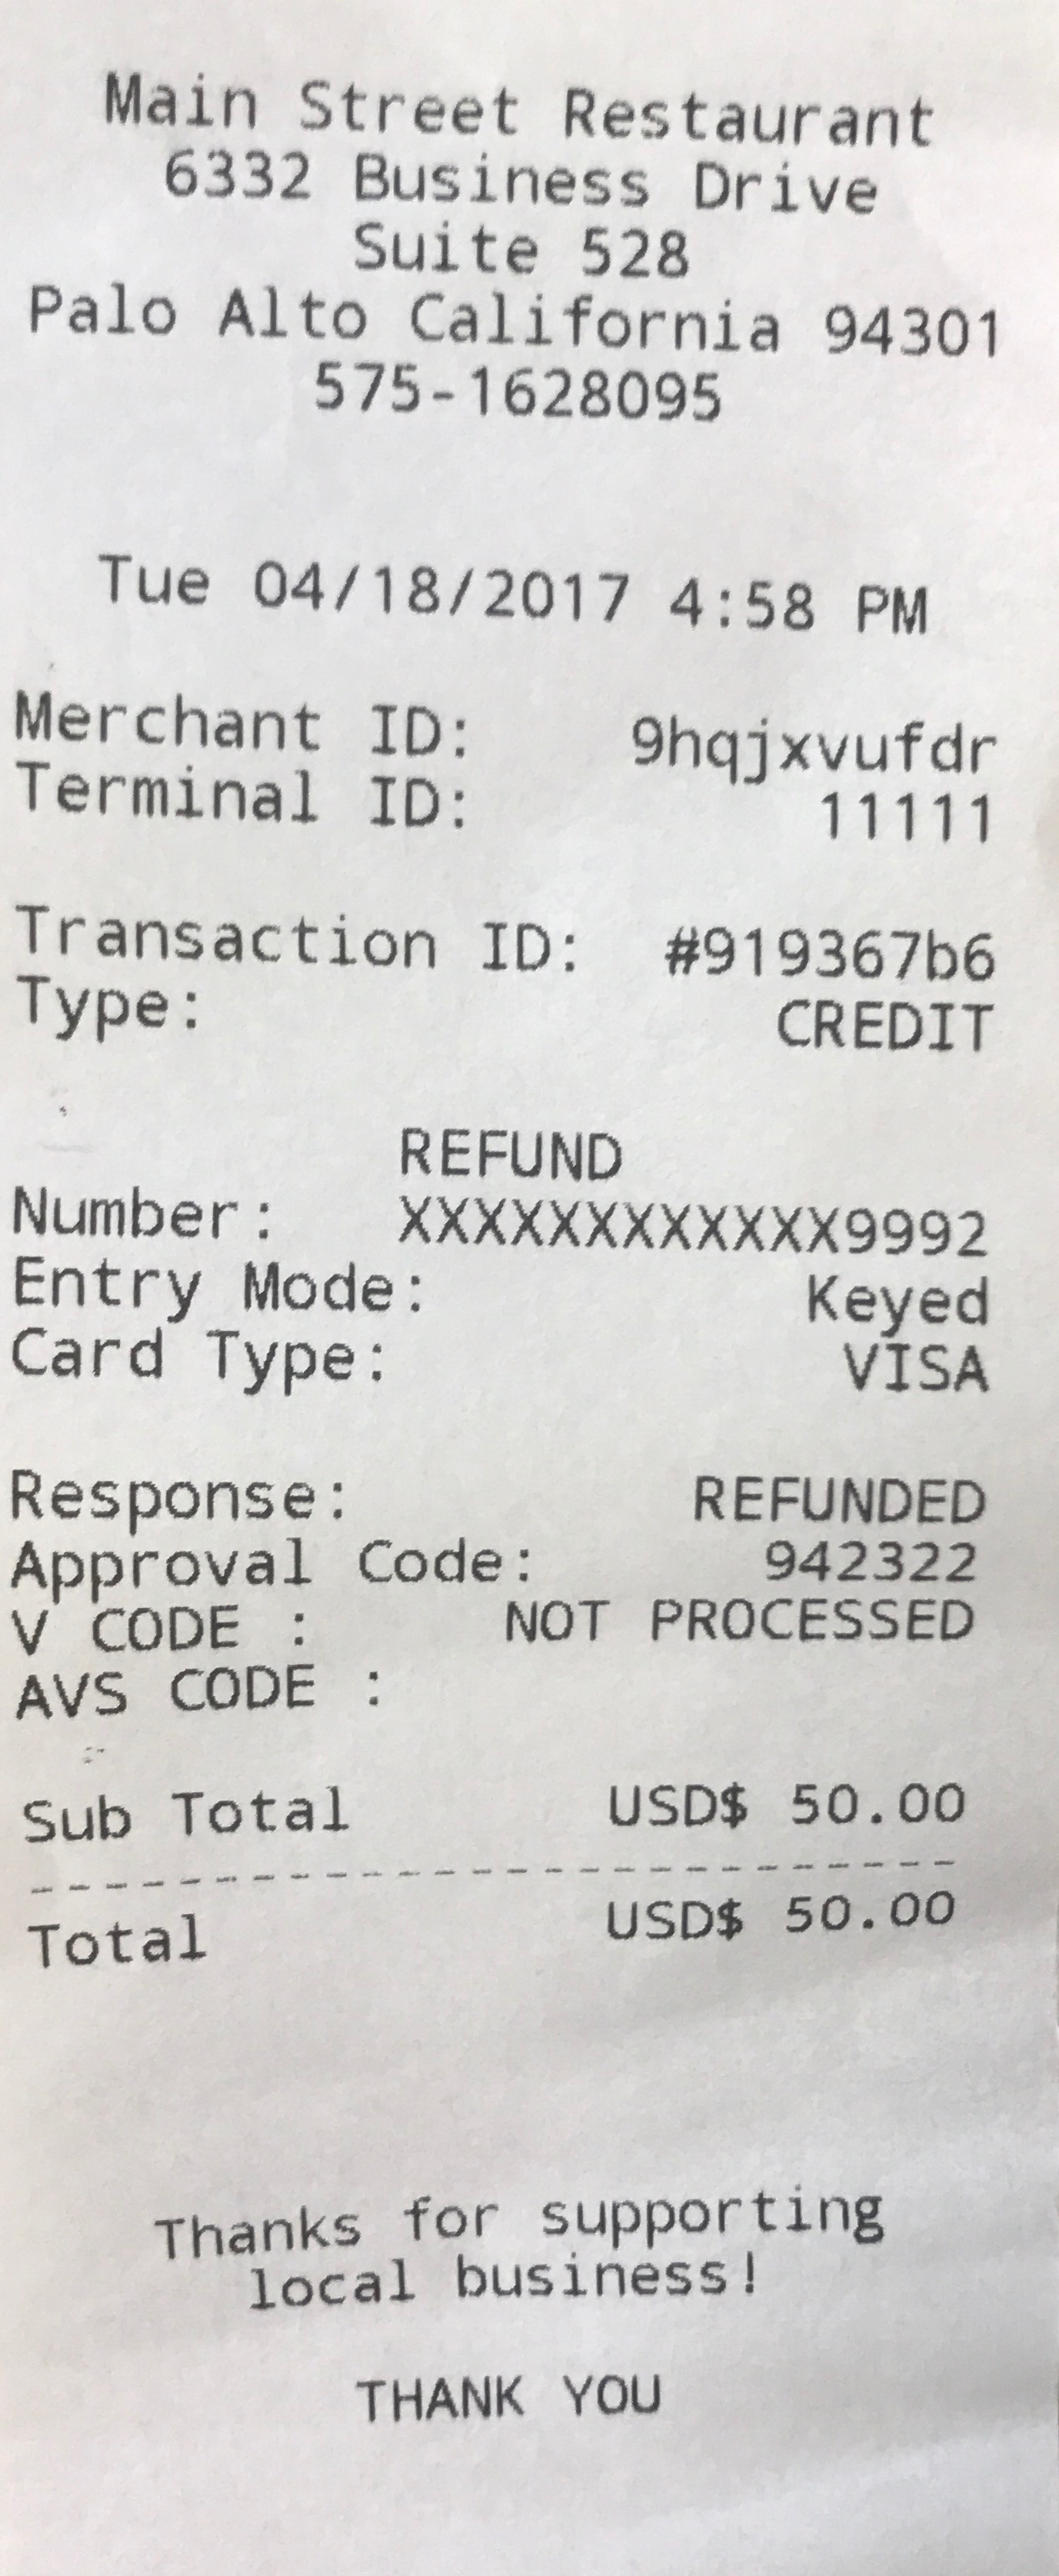 Main Street Restaurant
6332 Business Drive
Suite 528
Palo Alto California 94301
575-1628095
Tue 04/18/2017 4:58 PM
Merchant ID: 9hqjxvufdr
Terminal ID: 11111
Transaction ID: #919367b6
Type: CREDIT
REFUND
Number: XXXXXXXXXXXX9992
Entry Mode: Keyed
Card Type: VISA
Response: REFUNDED
Approval Code: 942322
V CODE : NOT PROCESSED
AVS CODE :
Sub Total USD$ 50.00
--------------------------
Total USD$ 50.00
Thanks for supporting
local business!
THANK YOU